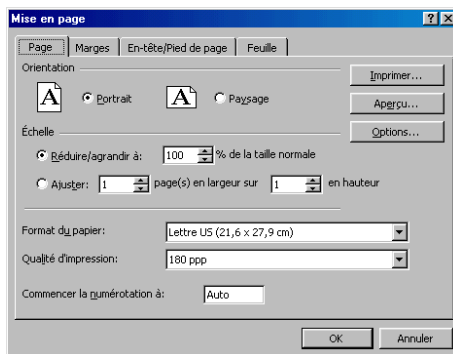 Mise en page
Page Marges En-tête/Pied de page Feuille
Orientation
Imprimer...
A Portrait A Paysage
Aperçu...
Échelle
Options...
Réduire/agrandir à: 100 % de la taille normale
Ajuster: 1 page(s) en largeur sur 1 en hauteur
Format du papier: Lettre US (21,6 x 27,9 cm)
Qualité d'impression: 180 ppp
Commencer la numérotation à: Auto
OK Annuler